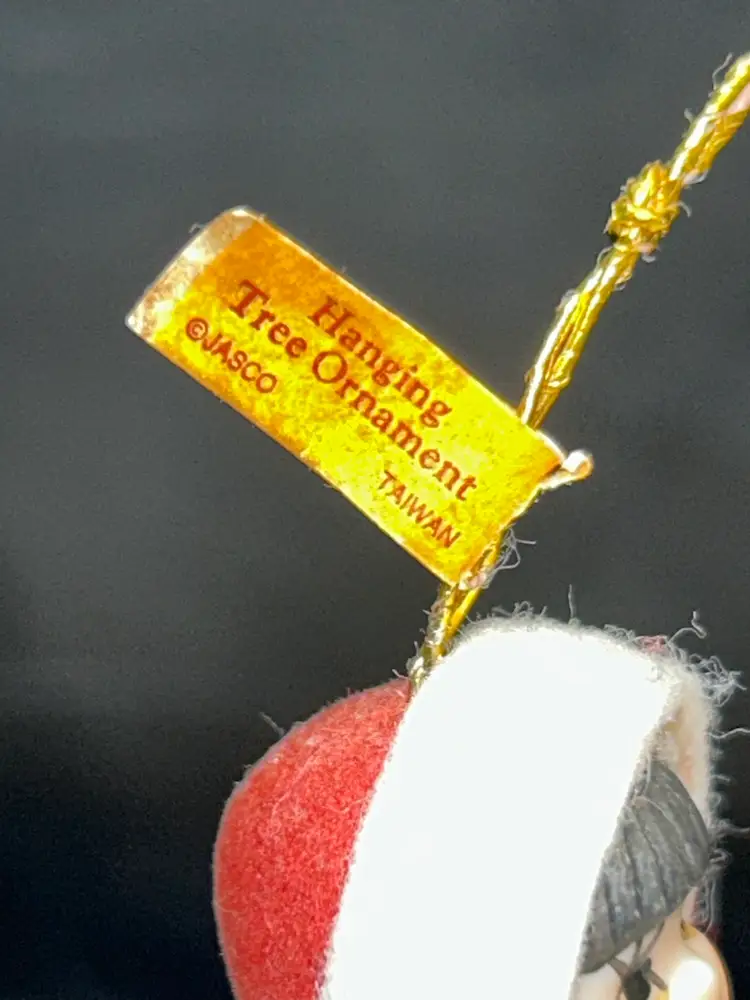 Hanging
Tree Ornament
©JASCO
TAIWAN